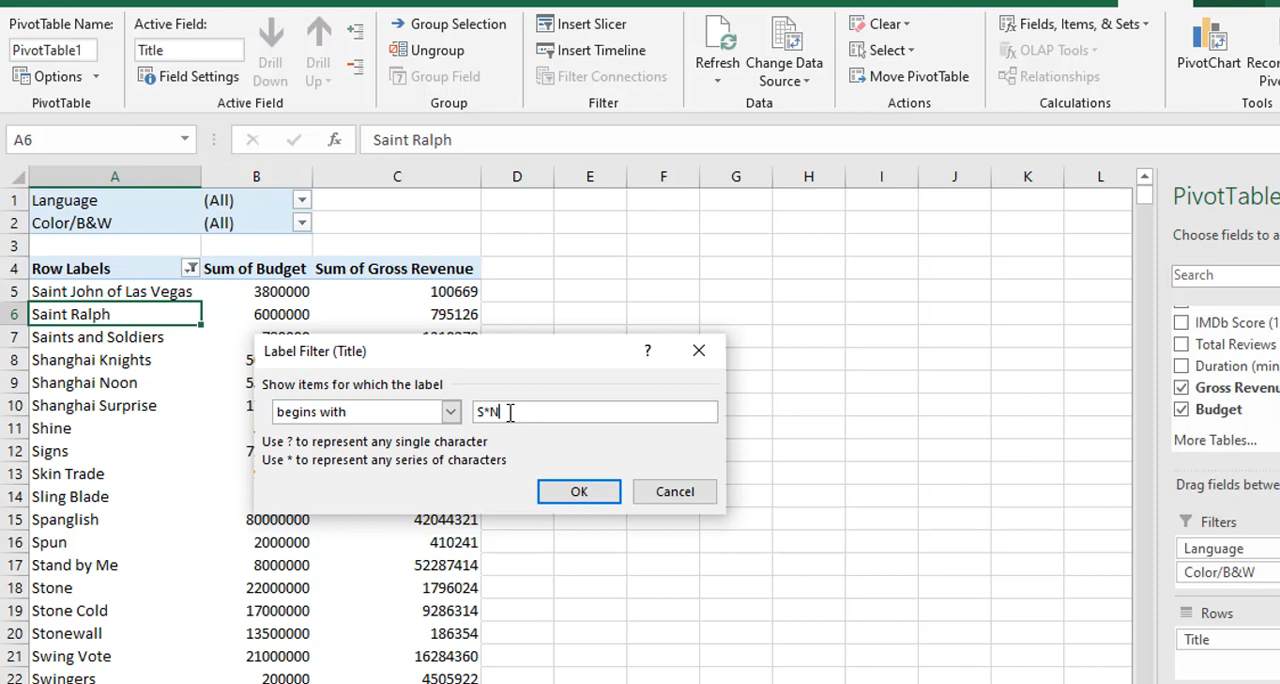 PivotTable Name:
PivotTable1
Options
PivotTable
Active Field:
Title
Field Settings
Drill Down
Drill Up
Active Field
Group Selection
Ungroup
Group Field
Group
Insert Slicer
Insert Timeline
Filter Connections
Filter
Refresh
Change Data Source
Data
Clear
Select
Move PivotTable
Actions
Fields, Items, & Sets
OLAP Tools
Relationships
Calculations
PivotChart
Tools
A6
fx
Saint Ralph
A B C D E F G H I J K L
1 Language (All)
2 Color/B&W (All)
3
4 Row Labels Sum of Budget Sum of Gross Revenue
5 Saint John of Las Vegas 3800000 100669
6 Saint Ralph 6000000 795126
7 Saints and Soldiers
8 Shanghai Knights
9 Shanghai Noon
10 Shanghai Surprise
11 Shine
12 Signs
13 Skin Trade
14 Sling Blade
15 Spanglish 80000000 42044321
16 Spun 2000000 410241
17 Stand by Me 8000000 52287414
18 Stone 22000000 1796024
19 Stone Cold 17000000 9286314
20 Stonewall 13500000 186354
21 Swing Vote 21000000 16284360
22 Swingers 200000 4505922
Label Filter (Title)
?
Show items for which the label
begins with
S*N
Use ? to represent any single character
Use * to represent any series of characters
OK
Cancel
PivotTable
Choose fields to a
Search
IMDb Score (1
Total Reviews
Duration (min
Gross Revenu
Budget
More Tables...
Drag fields betwe
Filters
Language
Color/B&W
Rows
Title